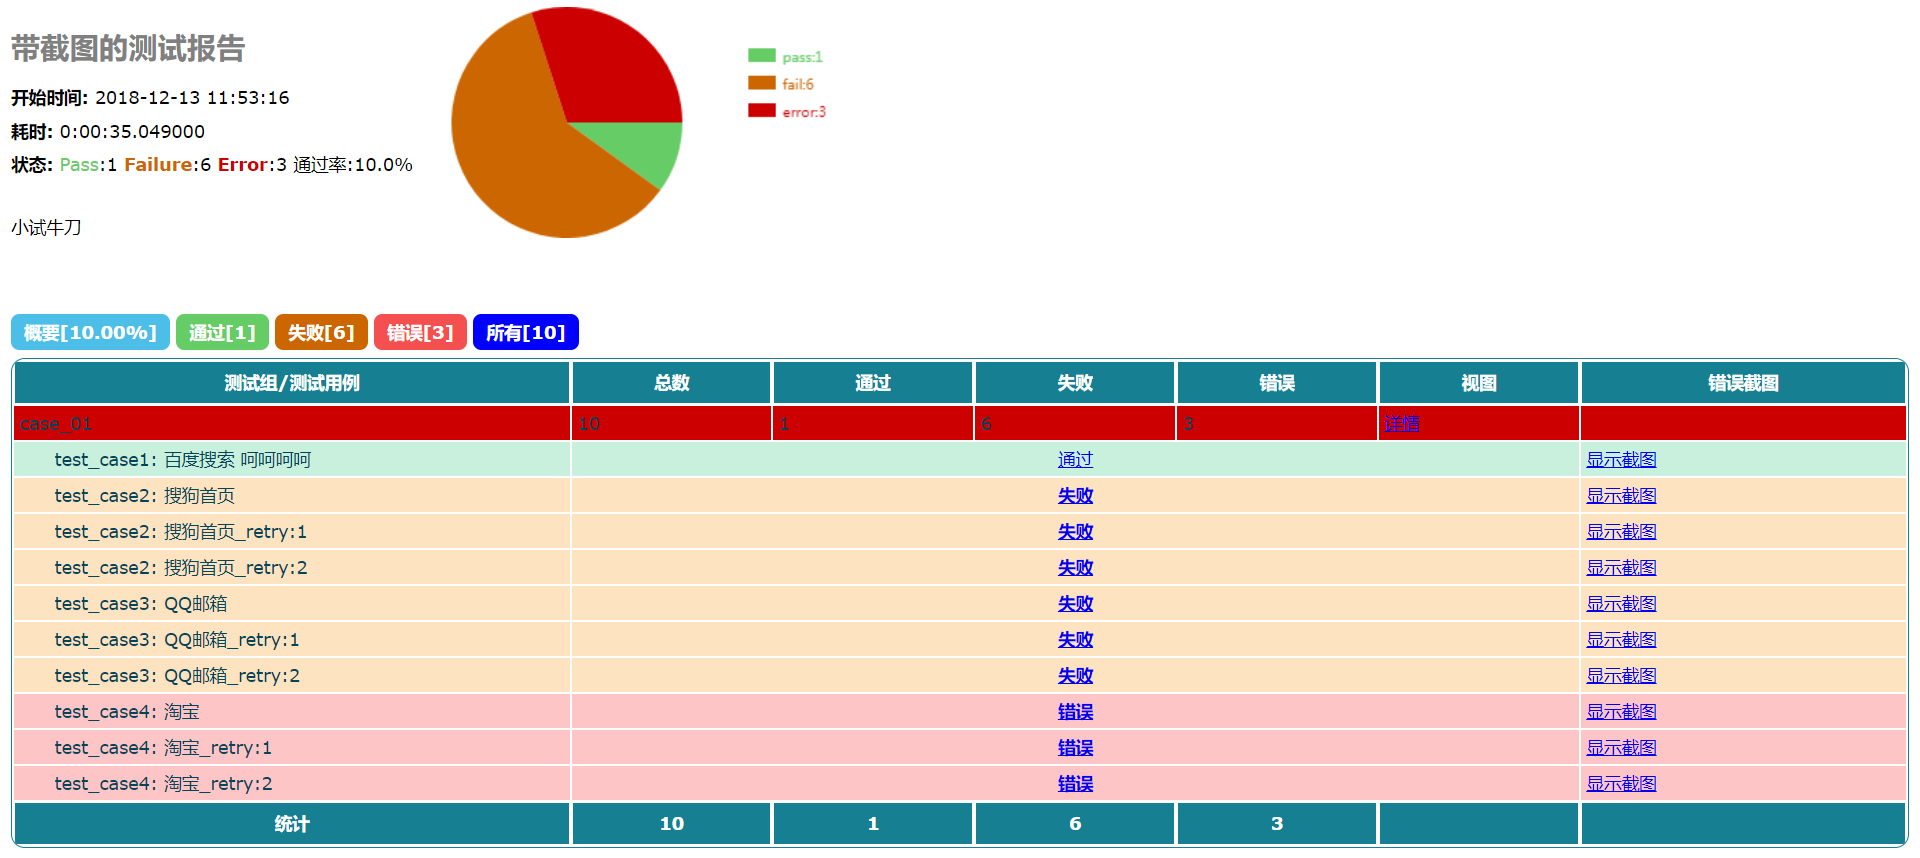 带截图的测试报告
开始时间: 2018-12-13 11:53:16
耗时: 0:00:35.049000
状态: Pass:1 Failure:6 Error:3 通过率:10.0%
小试牛刀
pass:1
fail:6
error:3
概要[10.00%] 通过[1] 失败[6] 错误[3] 所有[10]
测试组/测试用例 总数 通过 失败 错误 视图 错误截图
case_01 10 1 6 3 详情
test_case1: 百度搜索 呵呵呵呵 通过 显示截图
test_case2: 搜狗首页 失败 显示截图
test_case2: 搜狗首页_retry:1 失败 显示截图
test_case2: 搜狗首页_retry:2 失败 显示截图
test_case3: QQ邮箱 失败 显示截图
test_case3: QQ邮箱_retry:1 失败 显示截图
test_case3: QQ邮箱_retry:2 失败 显示截图
test_case4: 淘宝 错误 显示截图
test_case4: 淘宝_retry:1 错误 显示截图
test_case4: 淘宝_retry:2 错误 显示截图
统计 10 1 6 3